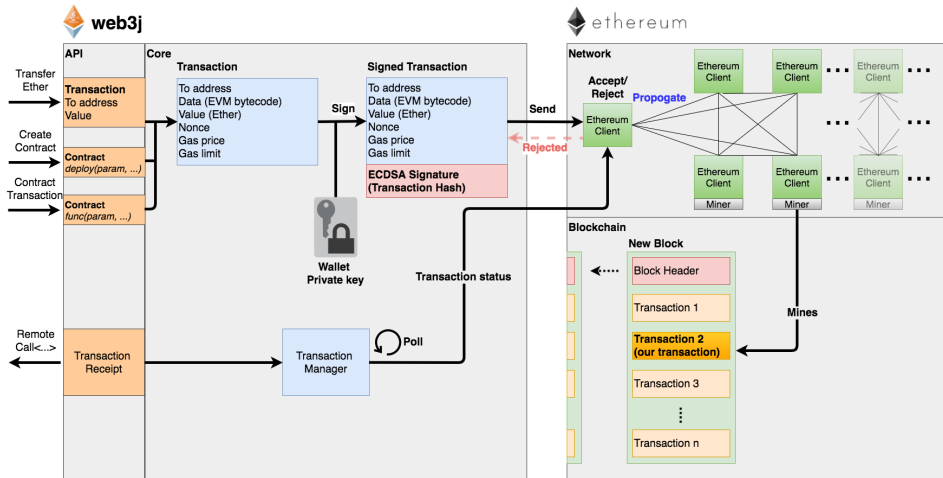 web3j
ethereum
API
Core
Network
Transfer
Ether
Transaction
To address
Value
Create
Contract
Contract
deploy(param, ...)
Contract
Transaction
Contract
func(param, ...)
Transaction
To address
Data (EVM bytecode)
Value (Ether)
Nonce
Gas price
Gas limit
Sign
Wallet
Private key
Signed Transaction
To address
Data (EVM bytecode)
Value (Ether)
Nonce
Gas price
Gas limit
ECDSA Signature
(Transaction Hash)
Send
Rejected
Accept/
Reject
Ethereum
Client
Propogate
Ethereum
Client
Ethereum
Client
Ethereum
Client
Ethereum
Client
Miner
Ethereum
Client
Miner
Ethereum
Client
Miner
Remote
Call<...>
Transaction
Receipt
Transaction
Manager
Poll
Transaction status
Blockchain
New Block
Block Header
Transaction 1
Transaction 2
(our transaction)
Transaction 3
Transaction n
Mines